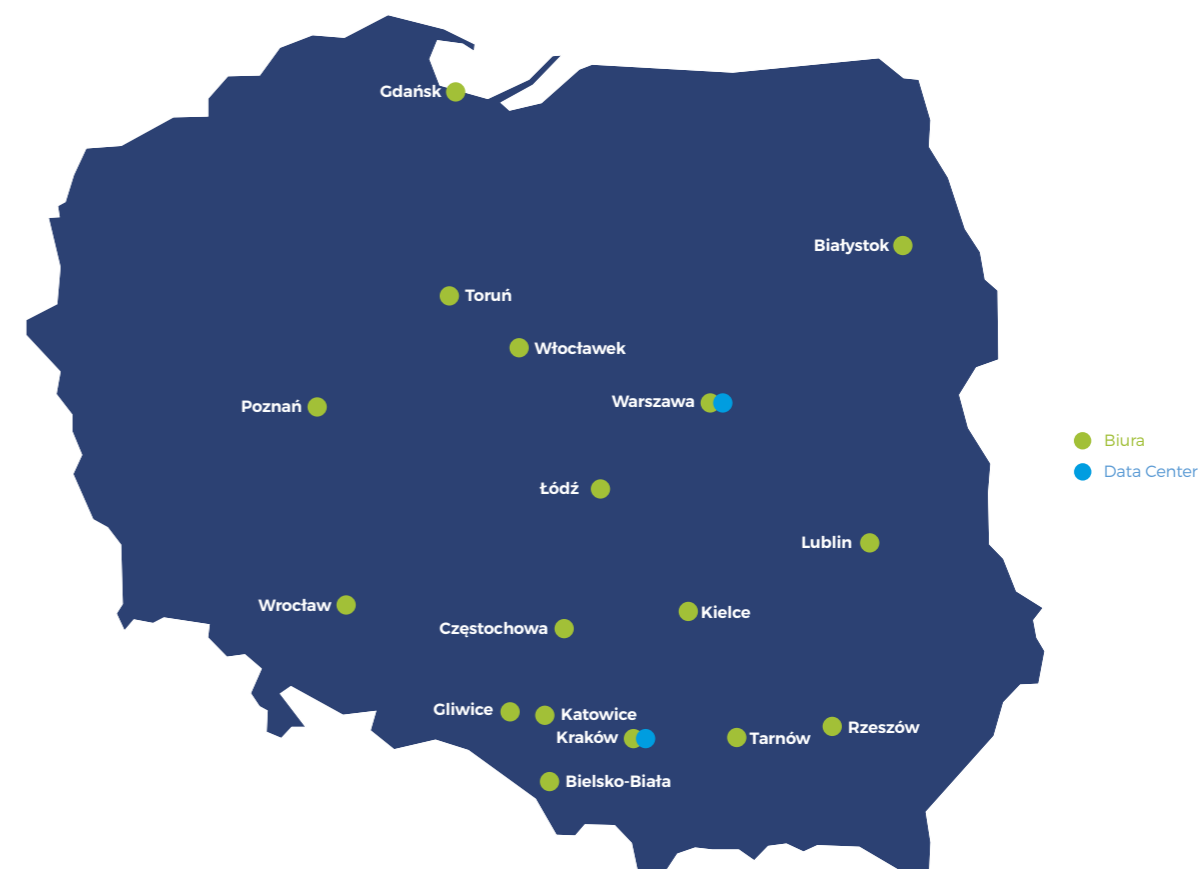 Gdańsk
Białystok
Toruń
Włocławek
Warszawa
Poznań
Biura
Data Center
Łódź
Lublin
Wrocław
Kielce
Częstochowa
Gliwice
Katowice
Rzeszów
Kraków
Tarnów
Bielsko-Biała